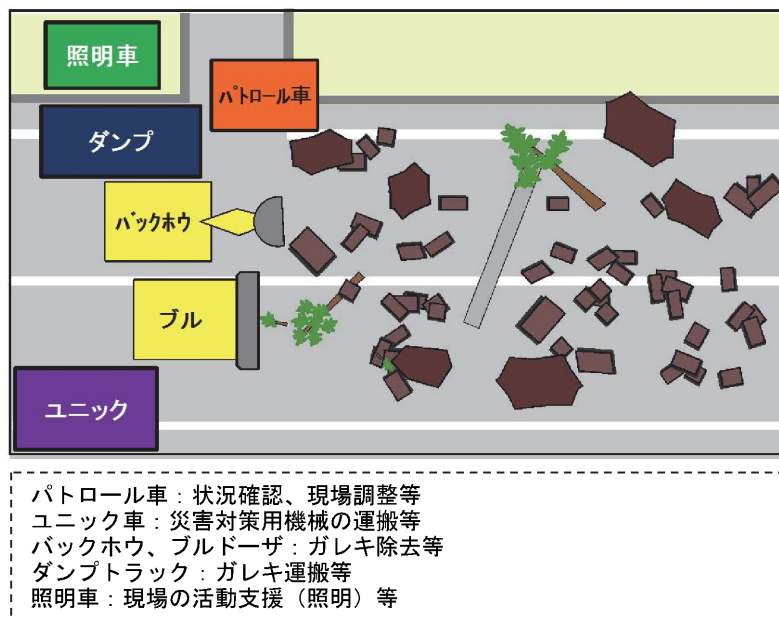 照明車
パトロール車
ダンプ
バックホウ
ブル
ユニック
パトロール車：状況確認、現場調整等
ユニック車：災害対策用機械の運搬等
バックホウ、ブルドーザ：ガレキ除去等
ダンプトラック：ガレキ運搬等
照明車：現場の活動支援（照明）等